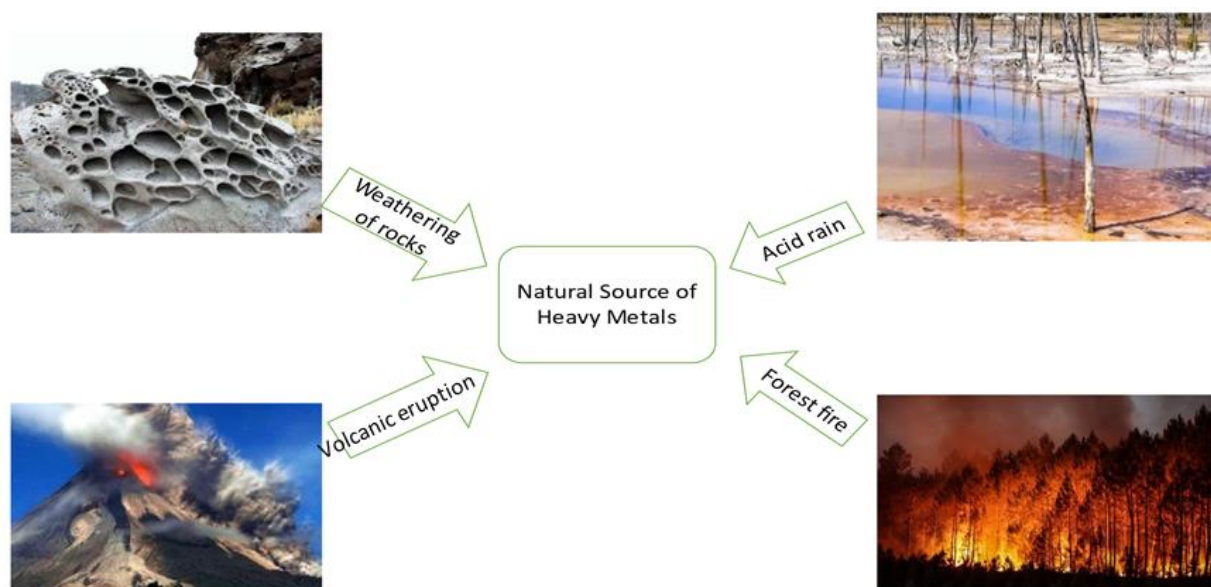 Weathering
of rocks
Acid rain
Natural Source of
Heavy Metals
Volcanic eruption
Forest fire